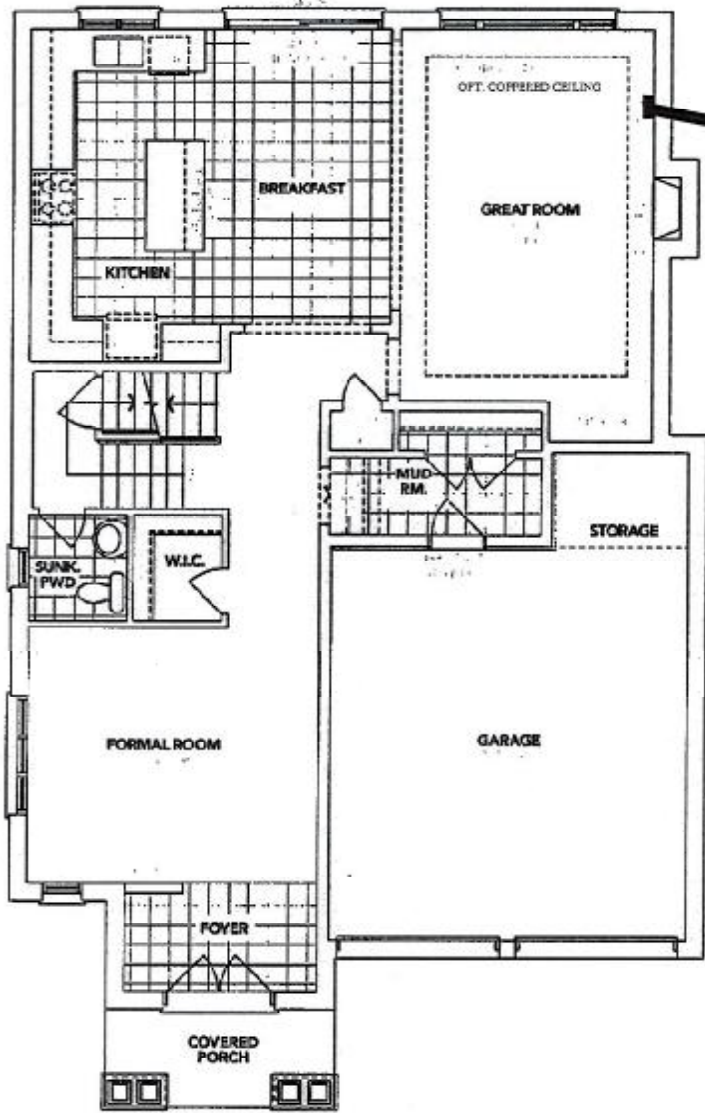 OPT. COFFERED CEILING
BREAKFAST
GREAT ROOM
KITCHEN
MUD
RM.
STORAGE
SUNK.
PWD
W.I.C.
FORMAL ROOM
GARAGE
FOYER
COVERED
PORCH